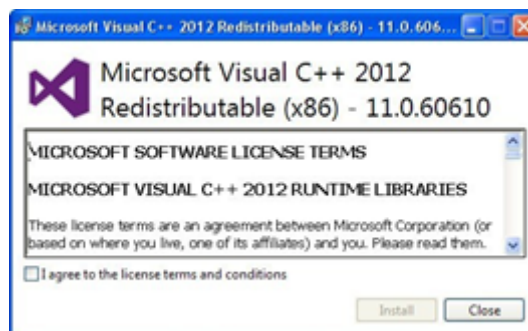 Microsoft Visual C++ 2012 Redistributable (x86) - 11.0.606...
Microsoft Visual C++ 2012
Redistributable (x86) - 11.0.60610
MICROSOFT SOFTWARE LICENSE TERMS
MICROSOFT VISUAL C++ 2012 RUNTIME LIBRARIES
These license terms are an agreement between Microsoft Corporation (or
based on where you live, one of its affiliates) and you. Please read them.
I agree to the license terms and conditions
Install
Close